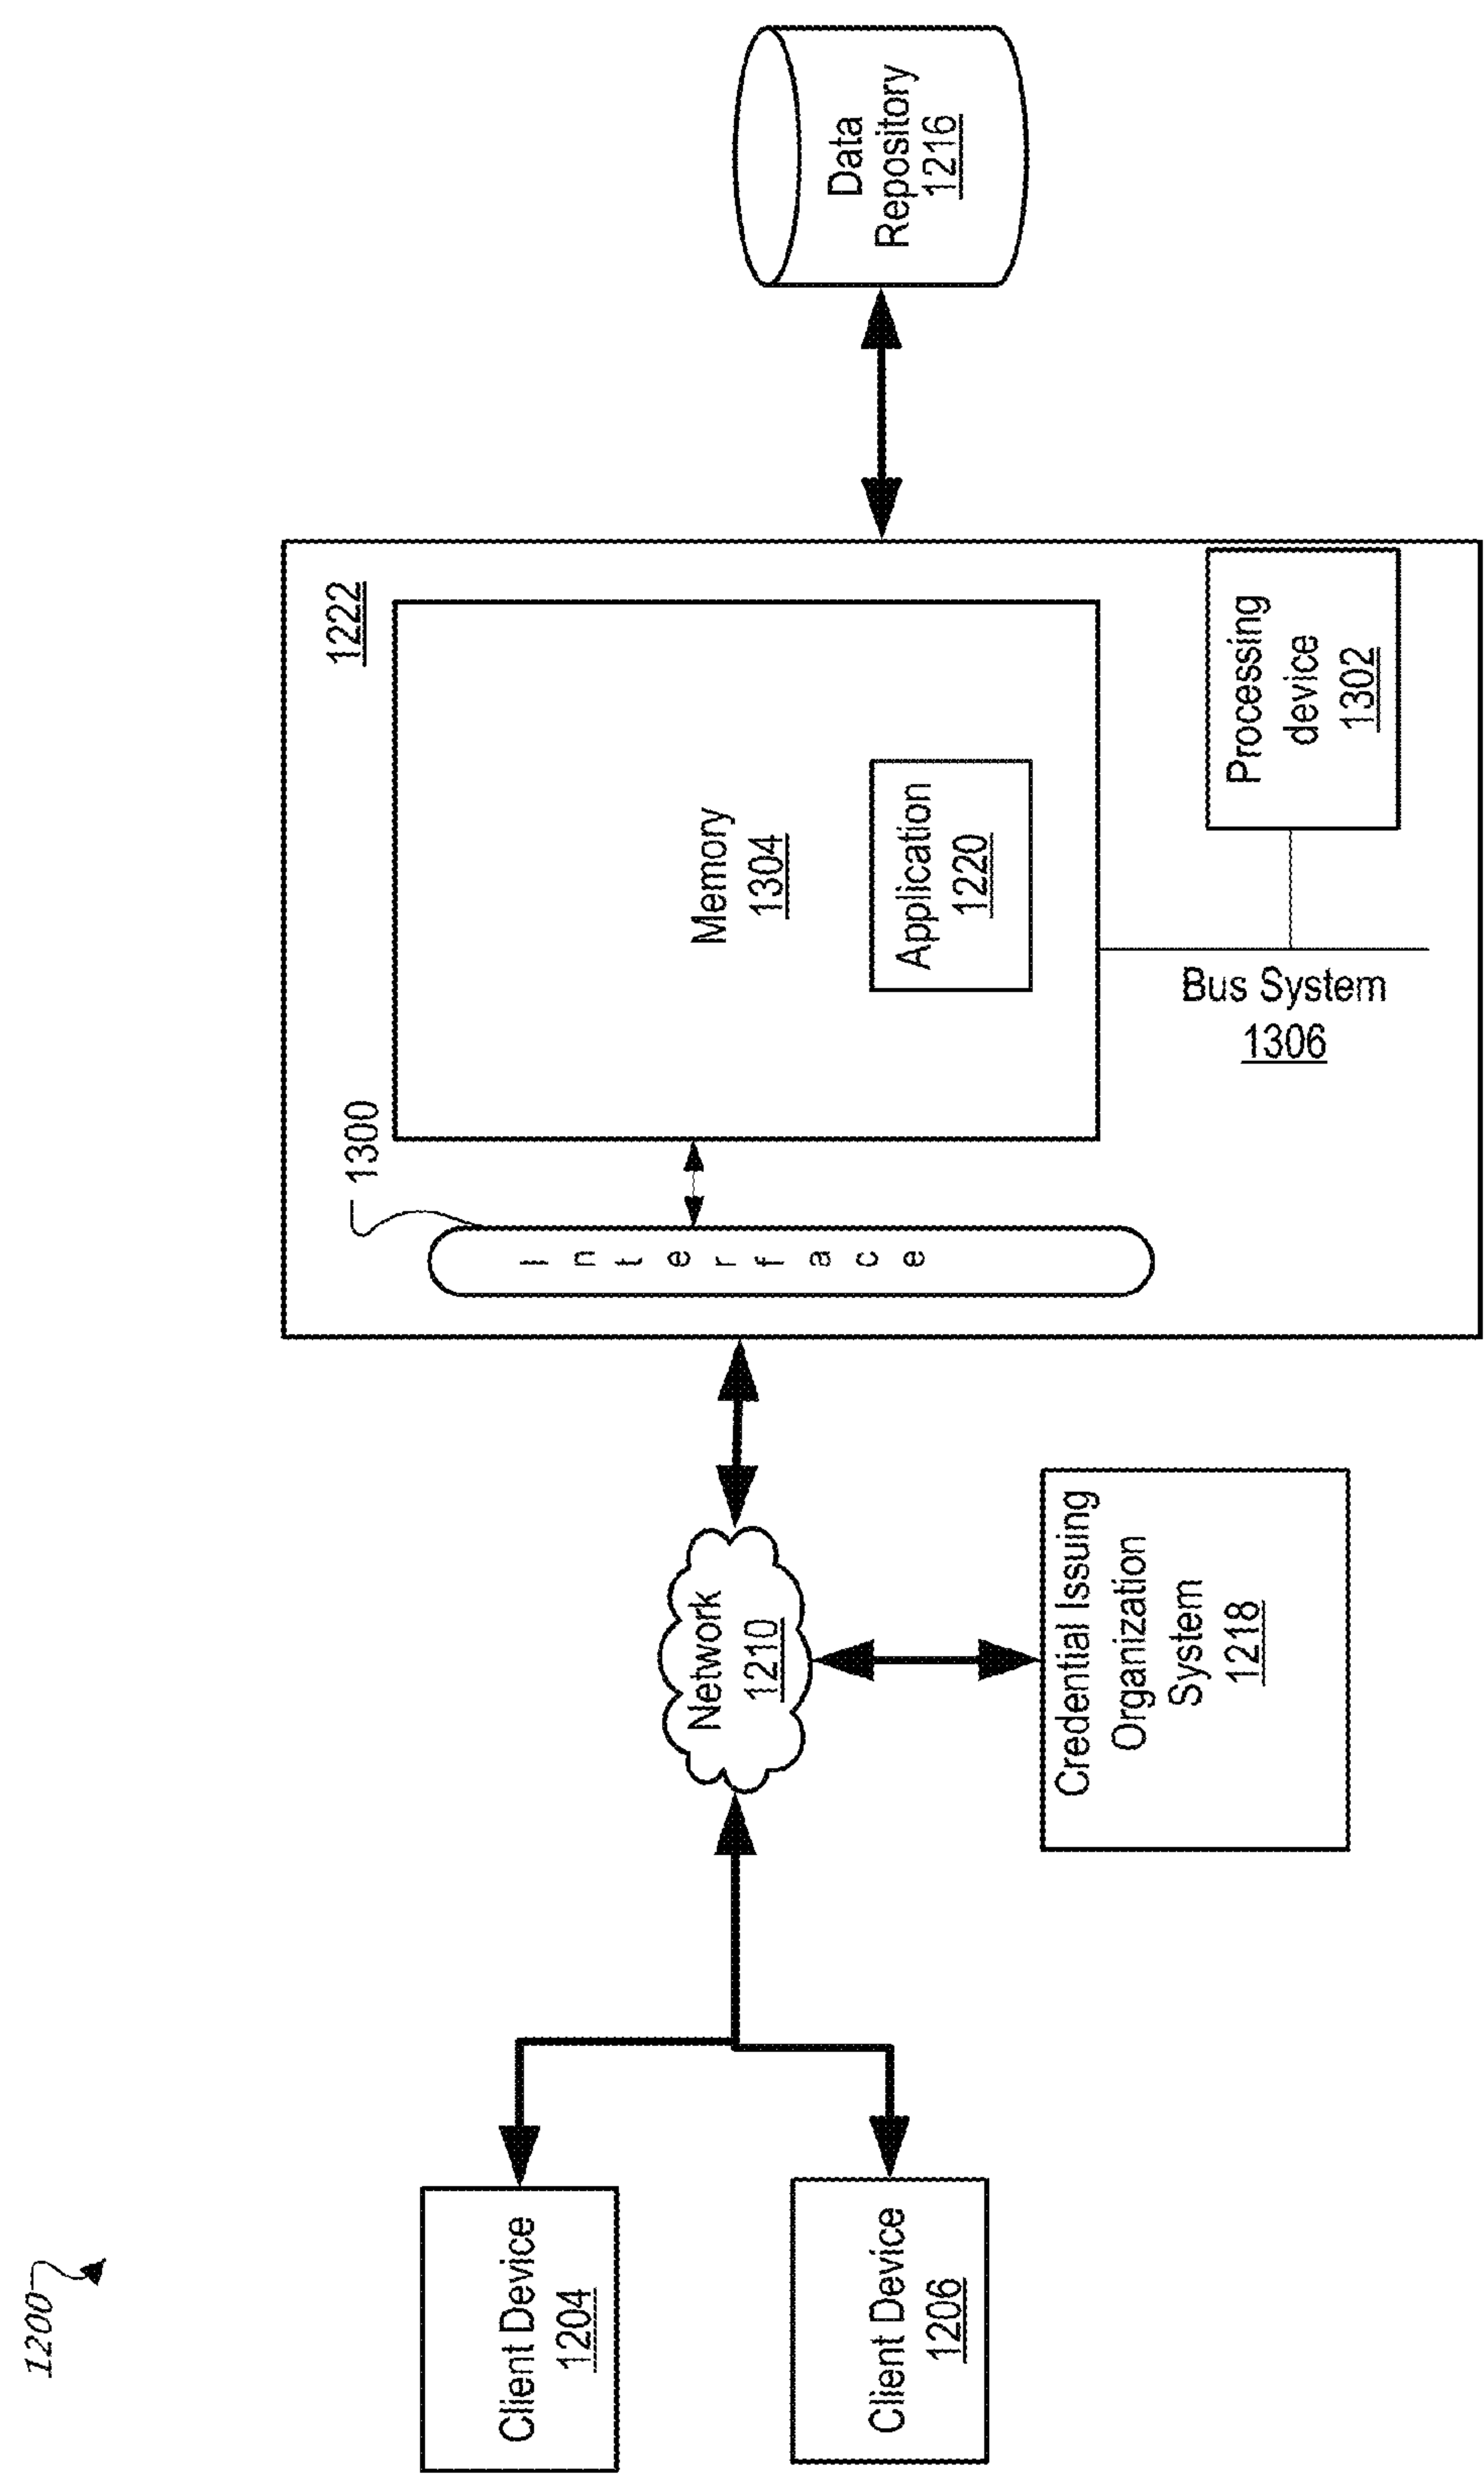 1200
Client Device
1204
Client Device
1206
Network
1210
Credential Issuing
Organization
System
1218
1300
Interface
1222
Memory
1304
Application
1220
Bus System
1306
Processing
device
1302
Data
Repository
1216